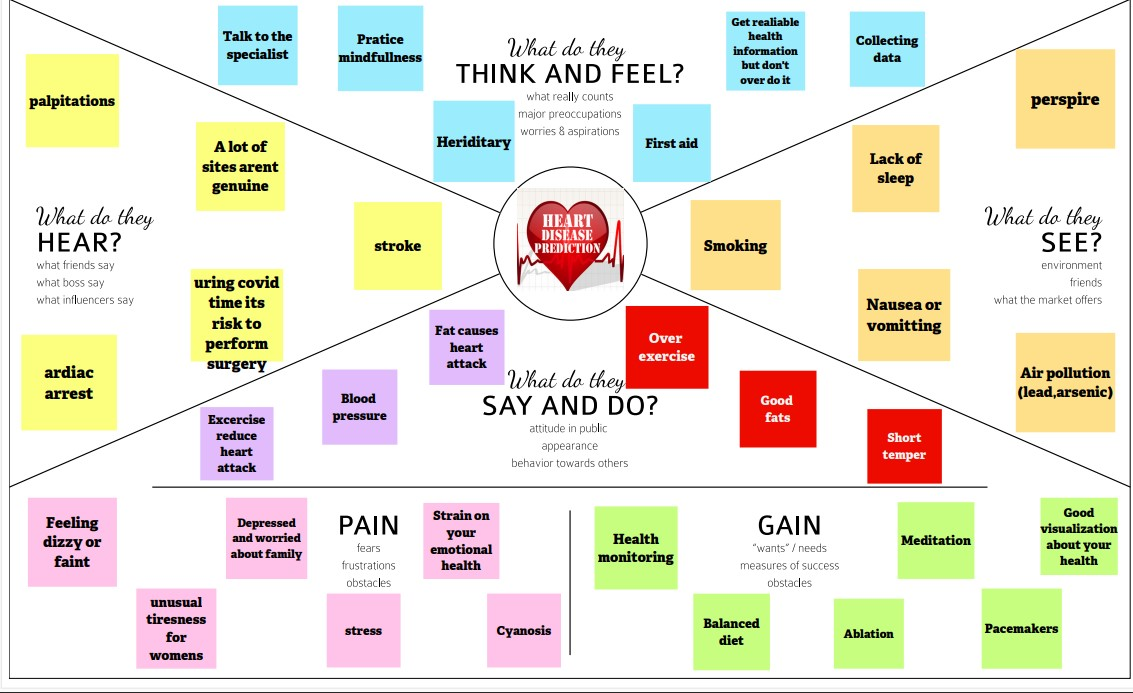 Talk to the
specialist
Pratice
mindfullness
What do they
THINK AND FEEL?
what really counts
major preoccupations
worries & aspirations
Get realiable
health
information
but don't
over do it
Collecting
data
Heriditary
First aid
palpitations
A lot of
sites arent
genuine
stroke
What do they
HEAR?
what friends say
what boss say
what influencers say
uring covid
time its
risk to
perform
surgery
ardiac
arrest
HEART
DISEASE
PREDICTION
perspire
Lack of
sleep
Smoking
What do they
SEE?
environment
friends
what the market offers
Nausea or
vomitting
Air pollution
(lead,arsenic)
Fat causes
heart
attack
Blood
pressure
Excercise
reduce
heart
attack
What do they
SAY AND DO?
attitude in public
appearance
behavior towards others
Over
exercise
Good
fats
Short
temper
Feeling
dizzy or
faint
Depressed
and worried
about family
PAIN
fears
frustrations
obstacles
Strain on
your
emotional
health
unusual
tiresness
for
womens
stress
Cyanosis
Health
monitoring
GAIN
"wants" / needs
measures of success
obstacles
Meditation
Good
visualization
about your
health
Balanced
diet
Ablation
Pacemakers